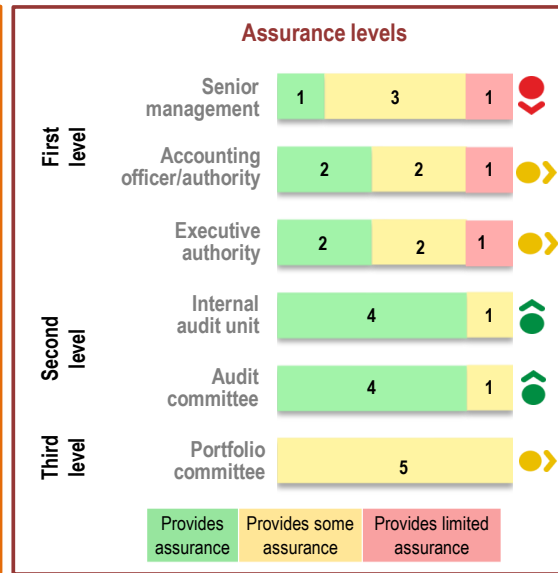 Assurance levels
First
level
Senior
management
1 3 1
Accounting
officer/authority
2 2 1
Executive
authority
2 2 1
Second
level
Internal
audit unit
4 1
Audit
committee
4 1
Third
level
Portfolio
committee
5
Provides
assurance
Provides some
assurance
Provides limited
assurance